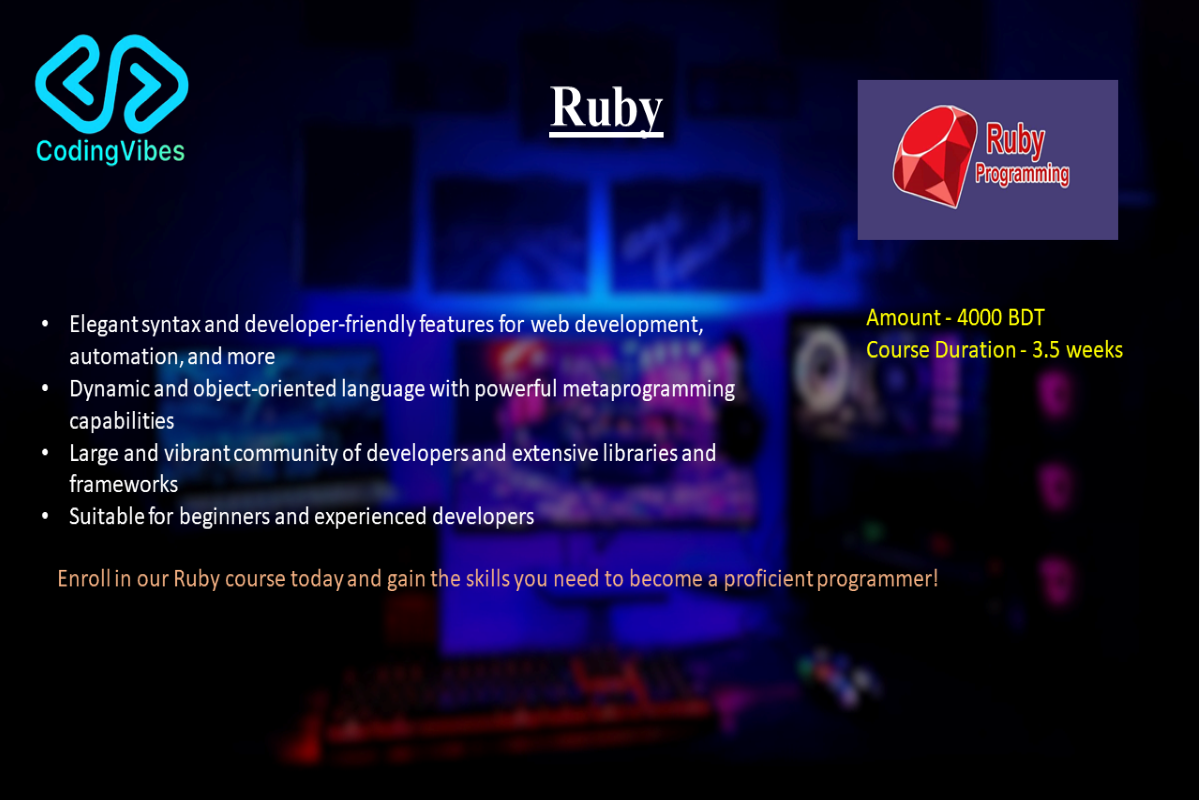 CodingVibes
Ruby
Ruby
Programming
• Elegant syntax and developer-friendly features for web development,
automation, and more
• Dynamic and object-oriented language with powerful metaprogramming
capabilities
• Large and vibrant community of developers and extensive libraries and
frameworks
• Suitable for beginners and experienced developers
Amount - 4000 BDT
Course Duration - 3.5 weeks
Enroll in our Ruby course today and gain the skills you need to become a proficient programmer!